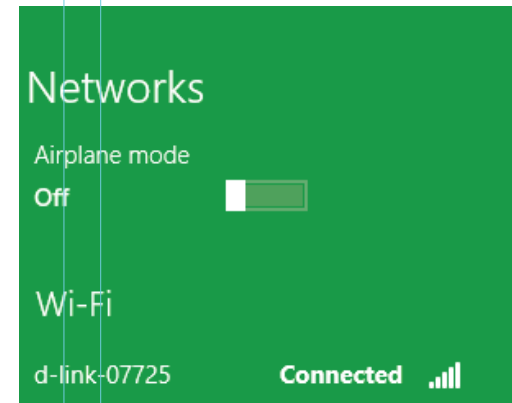 Networks
Airplane mode
Off
Wi-Fi
d-link-07725 Connected